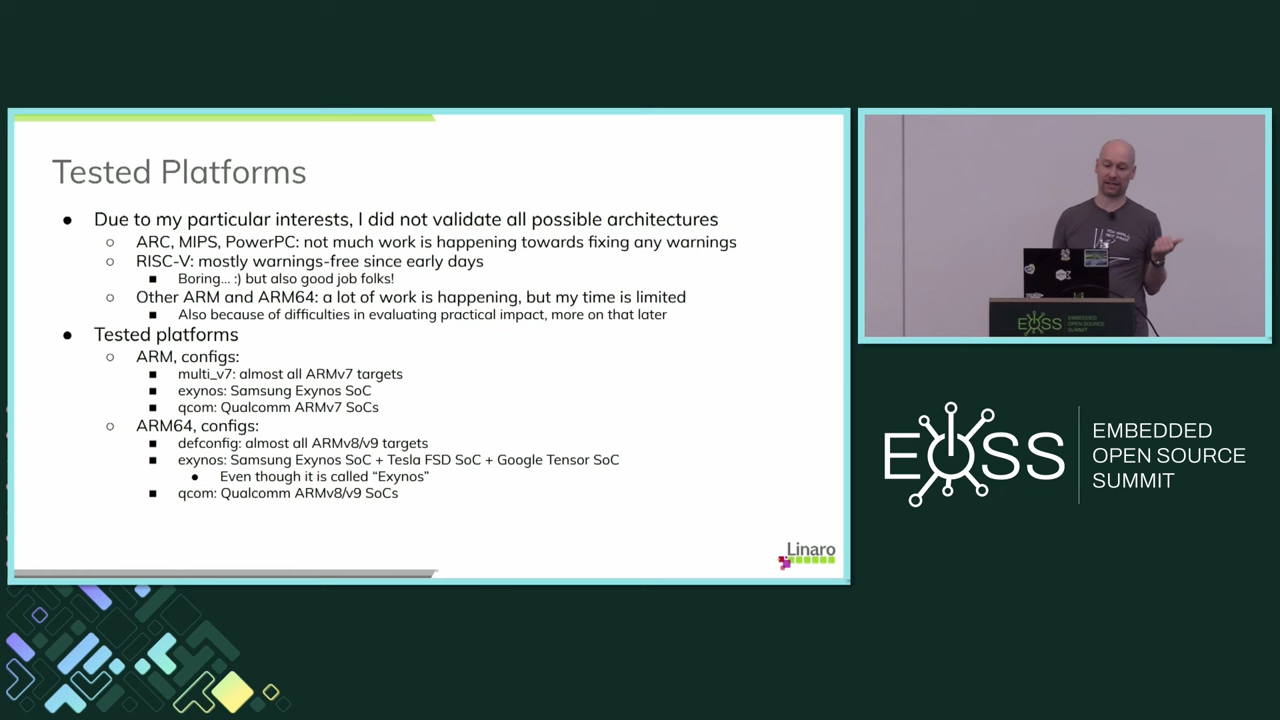 Tested Platforms
● Due to my particular interests, I did not validate all possible architectures
○ ARC, MIPS, PowerPC: not much work is happening towards fixing any warnings
○ RISC-V: mostly warnings-free since early days
■ Boring... :) but also good job folks!
○ Other ARM and ARM64: a lot of work is happening, but my time is limited
■ Also because of difficulties in evaluating practical impact, more on that later
● Tested platforms
○ ARM, configs:
■ multi_v7: almost all ARMv7 targets
■ exynos: Samsung Exynos SoC
■ qcom: Qualcomm ARMv7 SoCs
○ ARM64, configs:
■ defconfig: almost all ARMv8/v9 targets
■ exynos: Samsung Exynos SoC + Tesla FSD SoC + Google Tensor SoC
● Even though it is called “Exynos”
■ qcom: Qualcomm ARMv8/v9 SoCs
Linaro
EOSS
EMBEDDED
OPEN SOURCE
SUMMIT
EOSS
EMBEDDED
OPEN SOURCE
SUMMIT